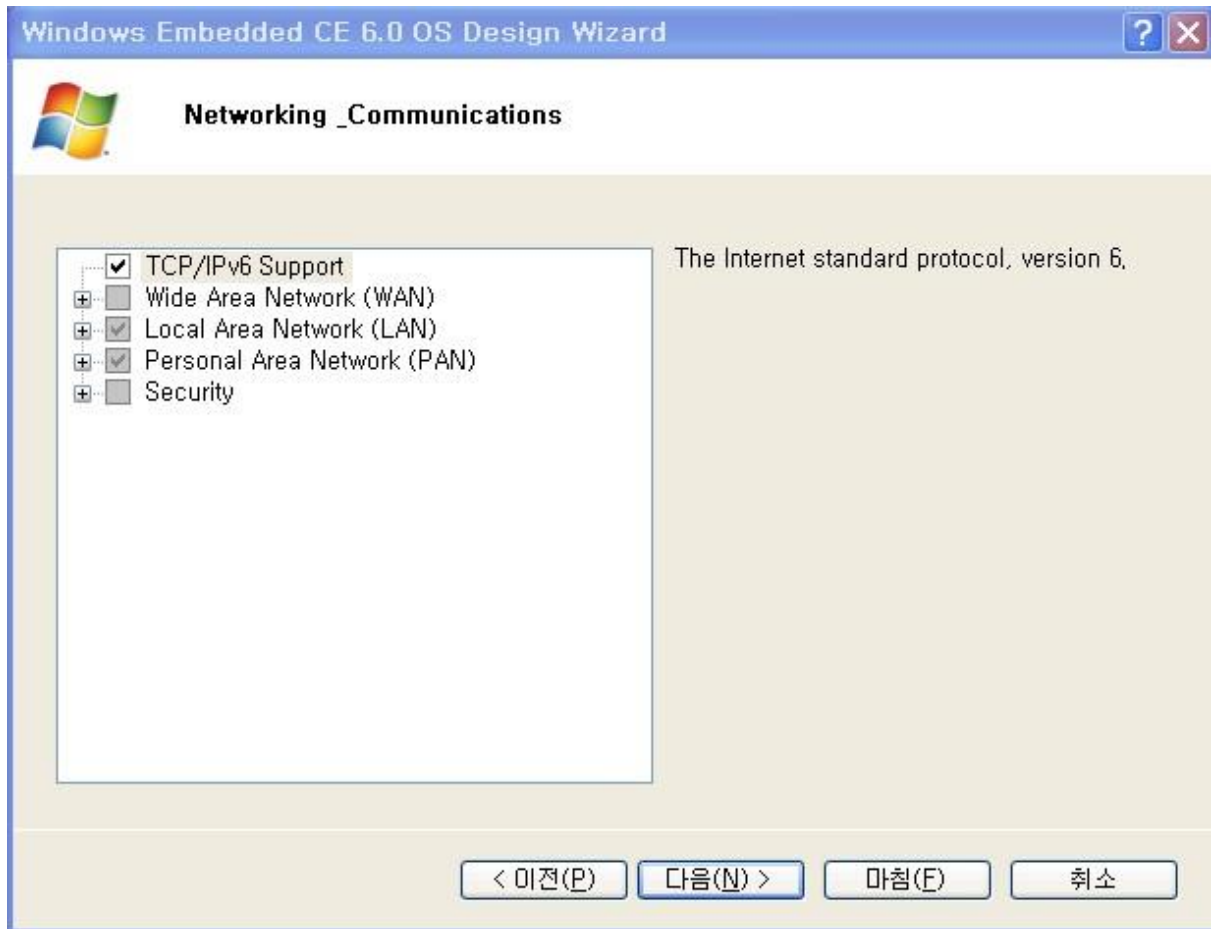 Windows Embedded CE 6.0 OS Design Wizard
Networking _Communications
TCP/IPv6 Support
Wide Area Network (WAN)
Local Area Network (LAN)
Personal Area Network (PAN)
Security
The Internet standard protocol, version 6,
< 이전(P)
다음(N) >
마침(F)
취소